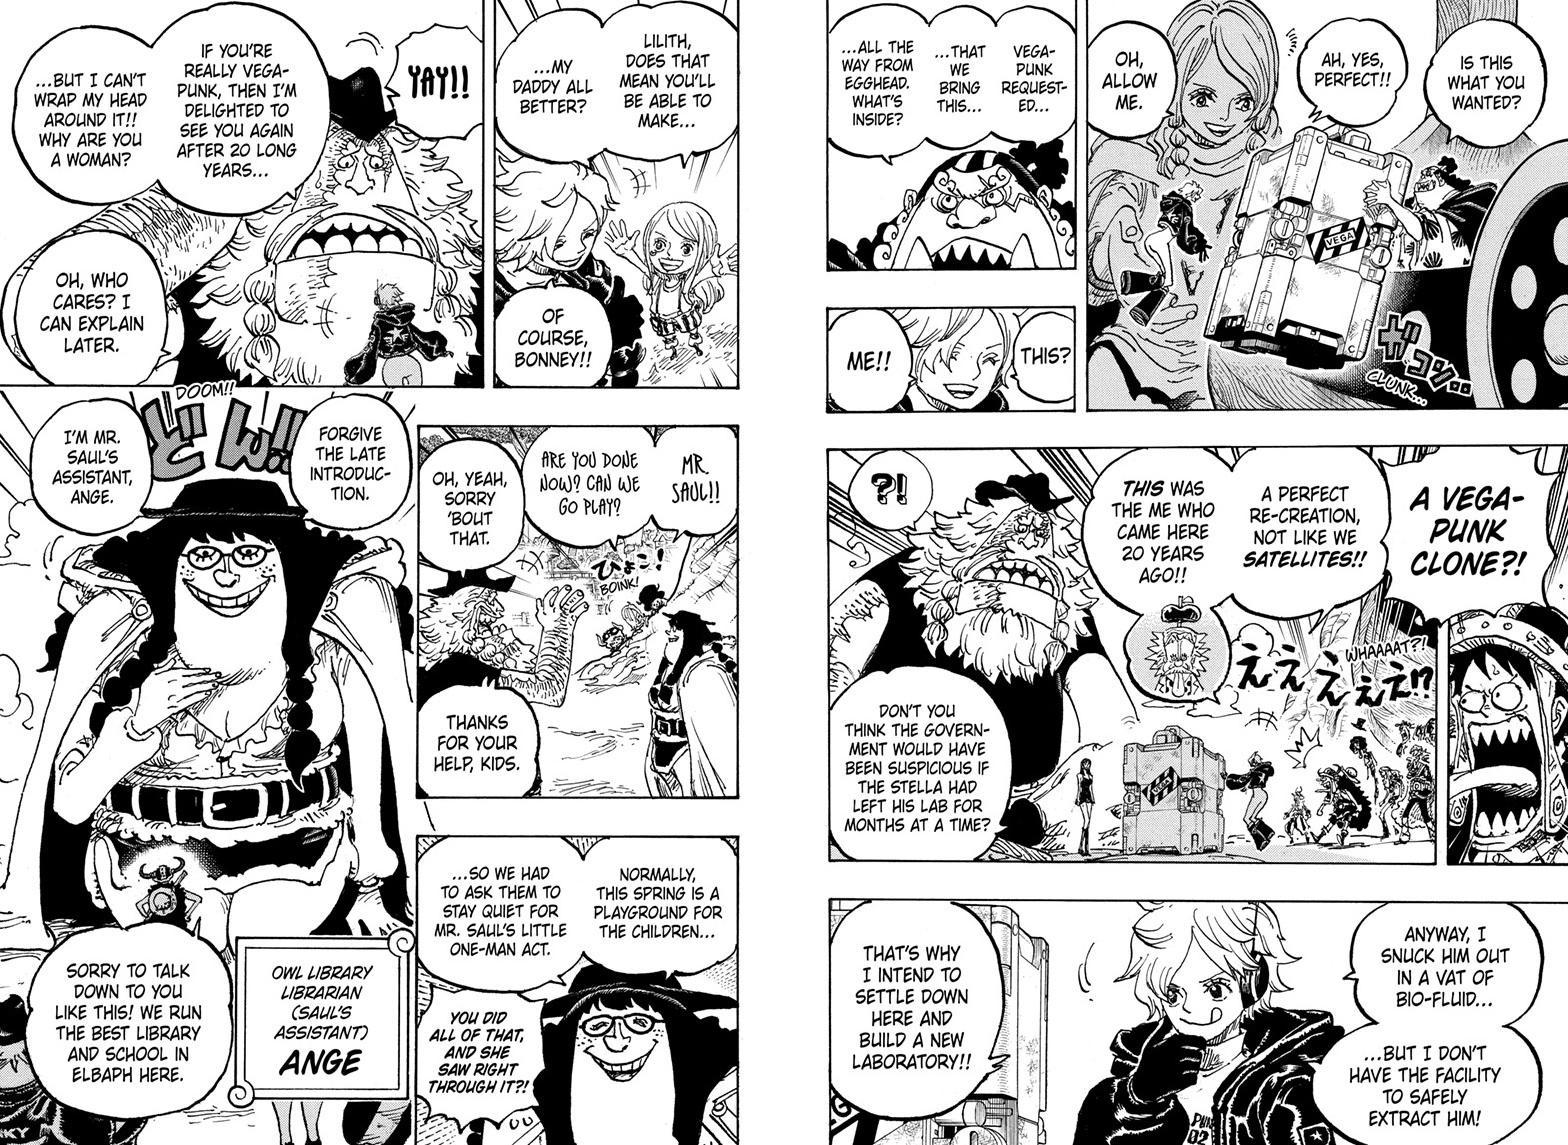 IS THIS
WHAT YOU
WANTED?
AH, YES,
PERFECT!!
OH,
ALLOW
ME.
VEGA
ガコン..
CLUNK...
VEGA-
PUNK
REQUEST-
ED...
...THAT
WE
BRING
THIS...
...ALL THE
WAY FROM
EGGHEAD.
WHAT'S
INSIDE?
THIS?
ME!!
A VEGA-
PUNK
CLONE?!
A PERFECT
RE-CREATION,
NOT LIKE WE
SATELLITES!!
THIS WAS
THE ME WHO
CAME HERE
20 YEARS
AGO!!
?!
WHAAAAT?!
えええええ!?
VEGA
DON'T YOU
THINK THE GOVERN-
MENT WOULD HAVE
BEEN SUSPICIOUS IF
THE STELLA HAD
LEFT HIS LAB FOR
MONTHS AT A TIME?
ANYWAY, I
SNUCK HIM OUT
IN A VAT OF
BIO-FLUID...
...BUT I DON'T
HAVE THE FACILITY
TO SAFELY
EXTRACT HIM!
PUNK
02
THAT'S WHY
I INTEND TO
SETTLE DOWN
HERE AND
BUILD A NEW
LABORATORY!!
LILITH,
DOES THAT
MEAN YOU'LL
BE ABLE TO
MAKE...
...MY
DADDY ALL
BETTER?
OF
COURSE,
BONNEY!!
YAY!!
IF YOU'RE
REALLY VEGA-
PUNK, THEN I'M
DELIGHTED TO
SEE YOU AGAIN
AFTER 20 LONG
YEARS...
...BUT I CAN'T
WRAP MY HEAD
AROUND IT!!
WHY ARE YOU
A WOMAN?
OH, WHO
CARES? I
CAN EXPLAIN
LATER.
MR.
SAUL!!
ARE YOU DONE
NOW? CAN WE
GO PLAY?
OH, YEAH,
SORRY
'BOUT
THAT.
ひょこ!
BOINK!
THANKS
FOR YOUR
HELP, KIDS.
NORMALLY,
THIS SPRING IS A
PLAYGROUND FOR
THE CHILDREN...
...SO WE HAD
TO ASK THEM TO
STAY QUIET FOR
MR. SAUL'S LITTLE
ONE-MAN ACT.
YOU DID
ALL OF THAT,
AND SHE
SAW RIGHT
THROUGH IT?!
DOOM!!
どん!!
FORGIVE
THE LATE
INTRODUC-
TION.
I'M MR.
SAUL'S
ASSISTANT,
ANGE.
SORRY TO TALK
DOWN TO YOU
LIKE THIS! WE RUN
THE BEST LIBRARY
AND SCHOOL IN
ELBAPH HERE.
OWL LIBRARY
LIBRARIAN
(SAUL'S
ASSISTANT)
ANGE